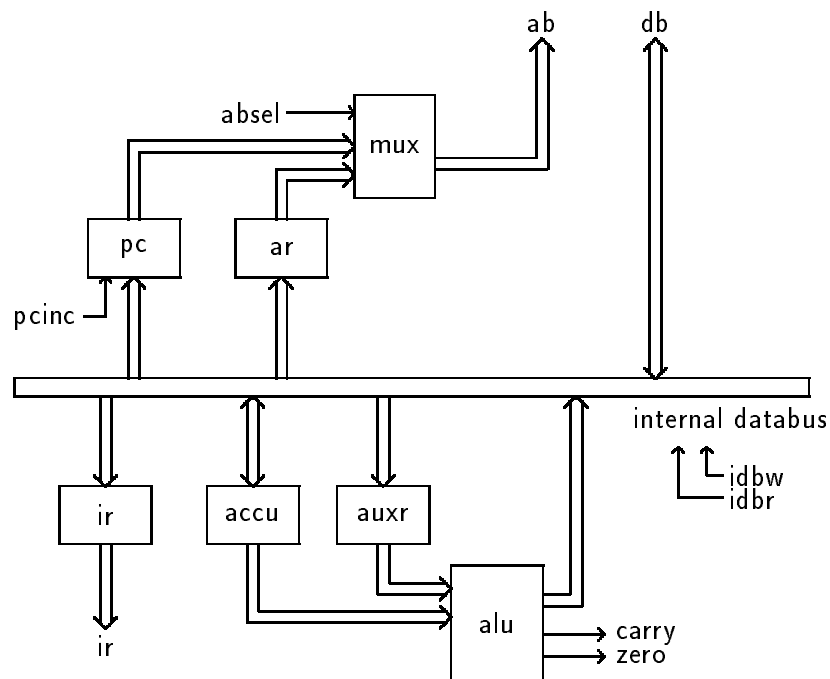 ab
db
absel
mux
pc
ar
pcinc
internal databus
idbw
idbr
ir
accu
auxr
alu
carry
zero
ir